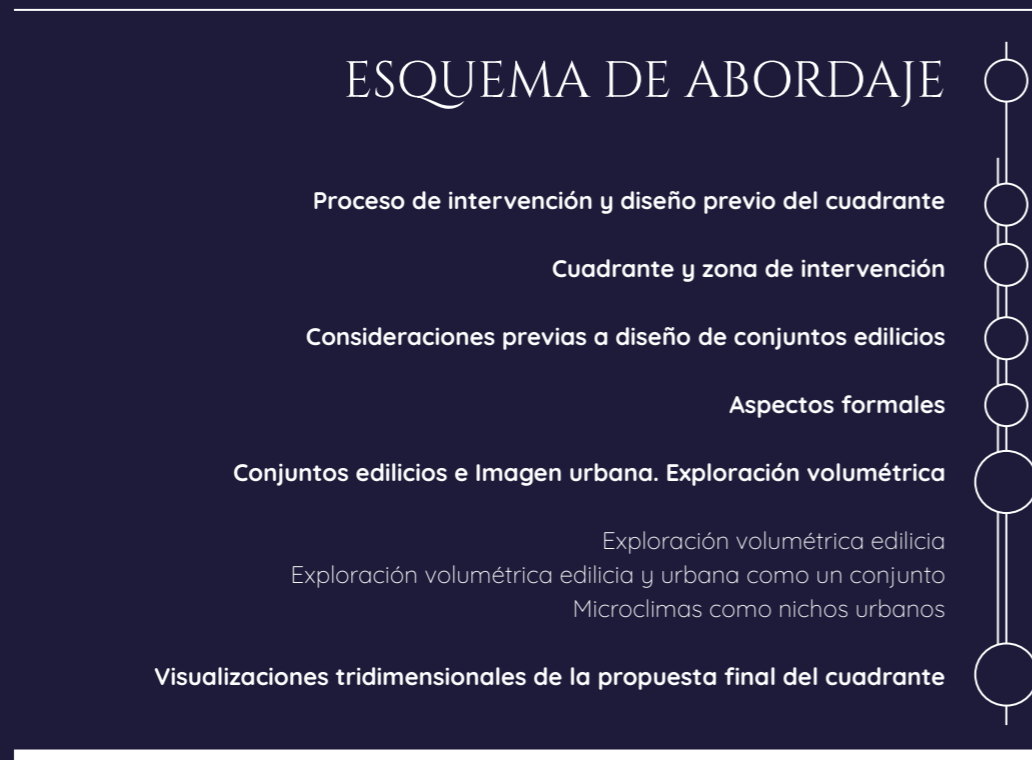 ESQUEMA DE ABORDAJE
Proceso de intervención y diseño previo del cuadrante
Cuadrante y zona de intervención
Consideraciones previas a diseño de conjuntos edilicios
Aspectos formales
Conjuntos edilicios e Imagen urbana. Exploración volumétrica
Exploración volumétrica edilicia
Exploración volumétrica edilicia y urbana como un conjunto
Microclimas como nichos urbanos
Visualizaciones tridimensionales de la propuesta final del cuadrante